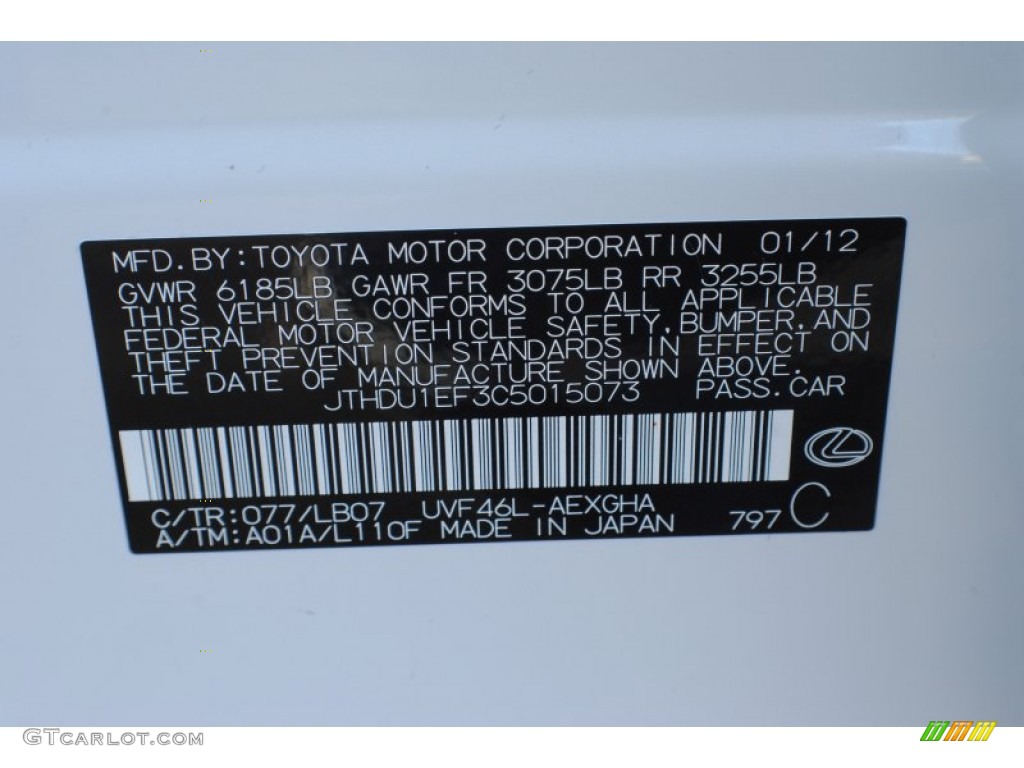 MFD.BY:TOYOTA MOTOR CORPORATION 01/12
GVWR 6185LB GAWR FR 3075LB RR 3255LB
THIS VEHICLE CONFORMS TO ALL APPLICABLE
FEDERAL MOTOR VEHICLE SAFETY,BUMPER,AND
THEFT PREVENTION STANDARDS IN EFFECT ON
THE DATE OF MANUFACTURE SHOWN ABOVE.
JTHDU1EF3C5015073 PASS.CAR
C/TR:077/LB07 UVF46L-AEXGHA
A/TM:A01A/L110F MADE IN JAPAN 797 C
GTCARLOT.COM